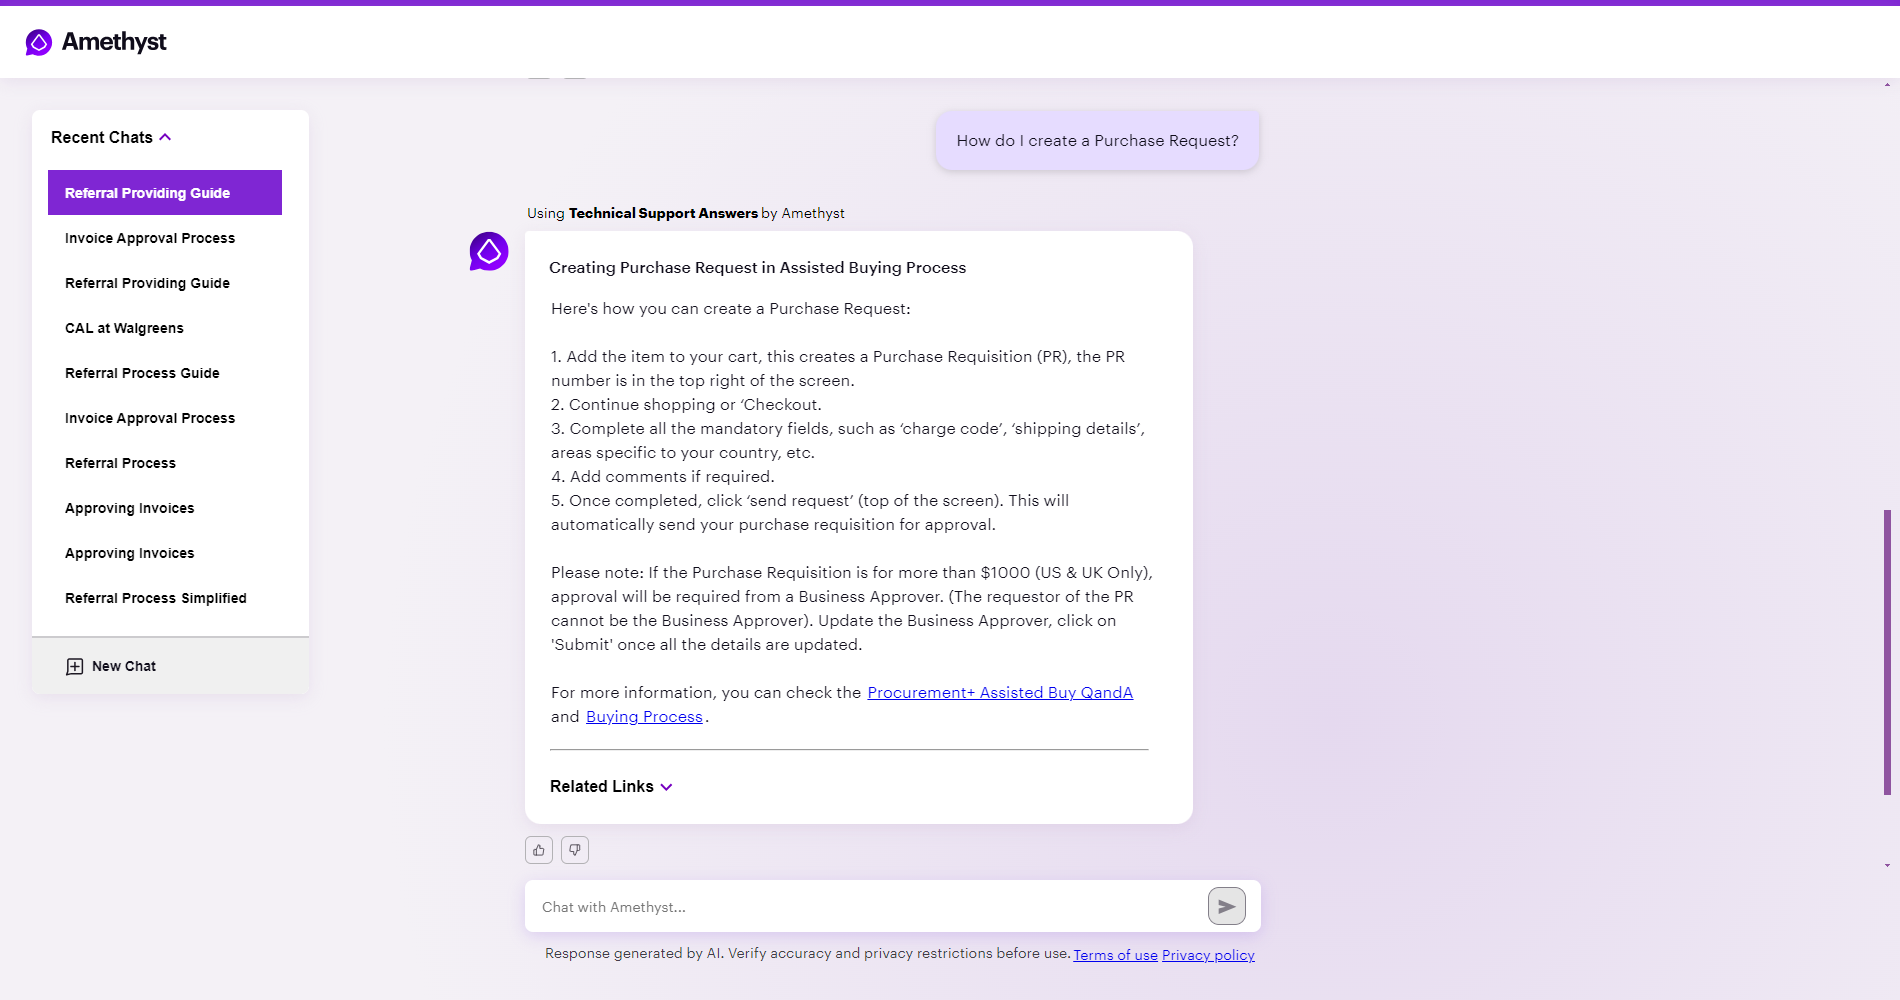 Amethyst
Recent Chats
Referral Providing Guide
Invoice Approval Process
Referral Providing Guide
CAL at Walgreens
Referral Process Guide
Invoice Approval Process
Referral Process
Approving Invoices
Approving Invoices
Referral Process Simplified
New Chat
How do I create a Purchase Request?
Using Technical Support Answers by Amethyst
Creating Purchase Request in Assisted Buying Process
Here's how you can create a Purchase Request:
1. Add the item to your cart, this creates a Purchase Requisition (PR), the PR
number is in the top right of the screen.
2. Continue shopping or ‘Checkout.
3. Complete all the mandatory fields, such as ‘charge code’, ‘shipping details’,
areas specific to your country, etc.
4. Add comments if required.
5. Once completed, click ‘send request’ (top of the screen). This will
automatically send your purchase requisition for approval.
Please note: If the Purchase Requisition is for more than $1000 (US & UK Only),
approval will be required from a Business Approver. (The requestor of the PR
cannot be the Business Approver). Update the Business Approver, click on
'Submit' once all the details are updated.
For more information, you can check the Procurement+ Assisted Buy QandA
and Buying Process.
Related Links
Chat with Amethyst...
Response generated by AI. Verify accuracy and privacy restrictions before use. Terms of use Privacy policy